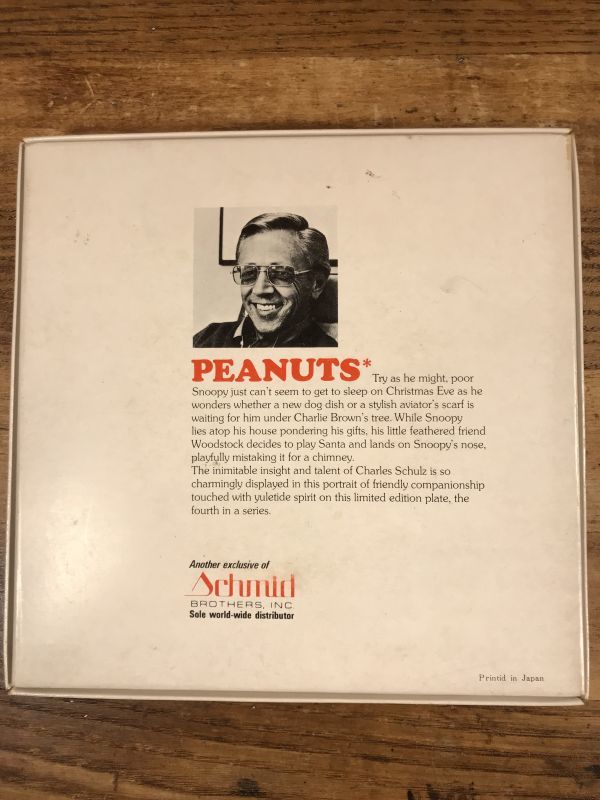 PEANUTS* Try as he might, poor
Snoopy just can't seem to get to sleep on Christmas Eve as he
wonders whether a new dog dish or a stylish aviator's scarf is
waiting for him under Charlie Brown's tree. While Snoopy
lies atop his house pondering his gifts, his little feathered friend
Woodstock decides to play Santa and lands on Snoopy's nose,
playfully mistaking it for a chimney.
The inimitable insight and talent of Charles Schulz is so
charmingly displayed in this portrait of friendly companionship
touched with yuletide spirit on this limited edition plate, the
fourth in a series.
Another exclusive of
Schmid
BROTHERS, INC.
Sole world-wide distributor
Printid in Japan